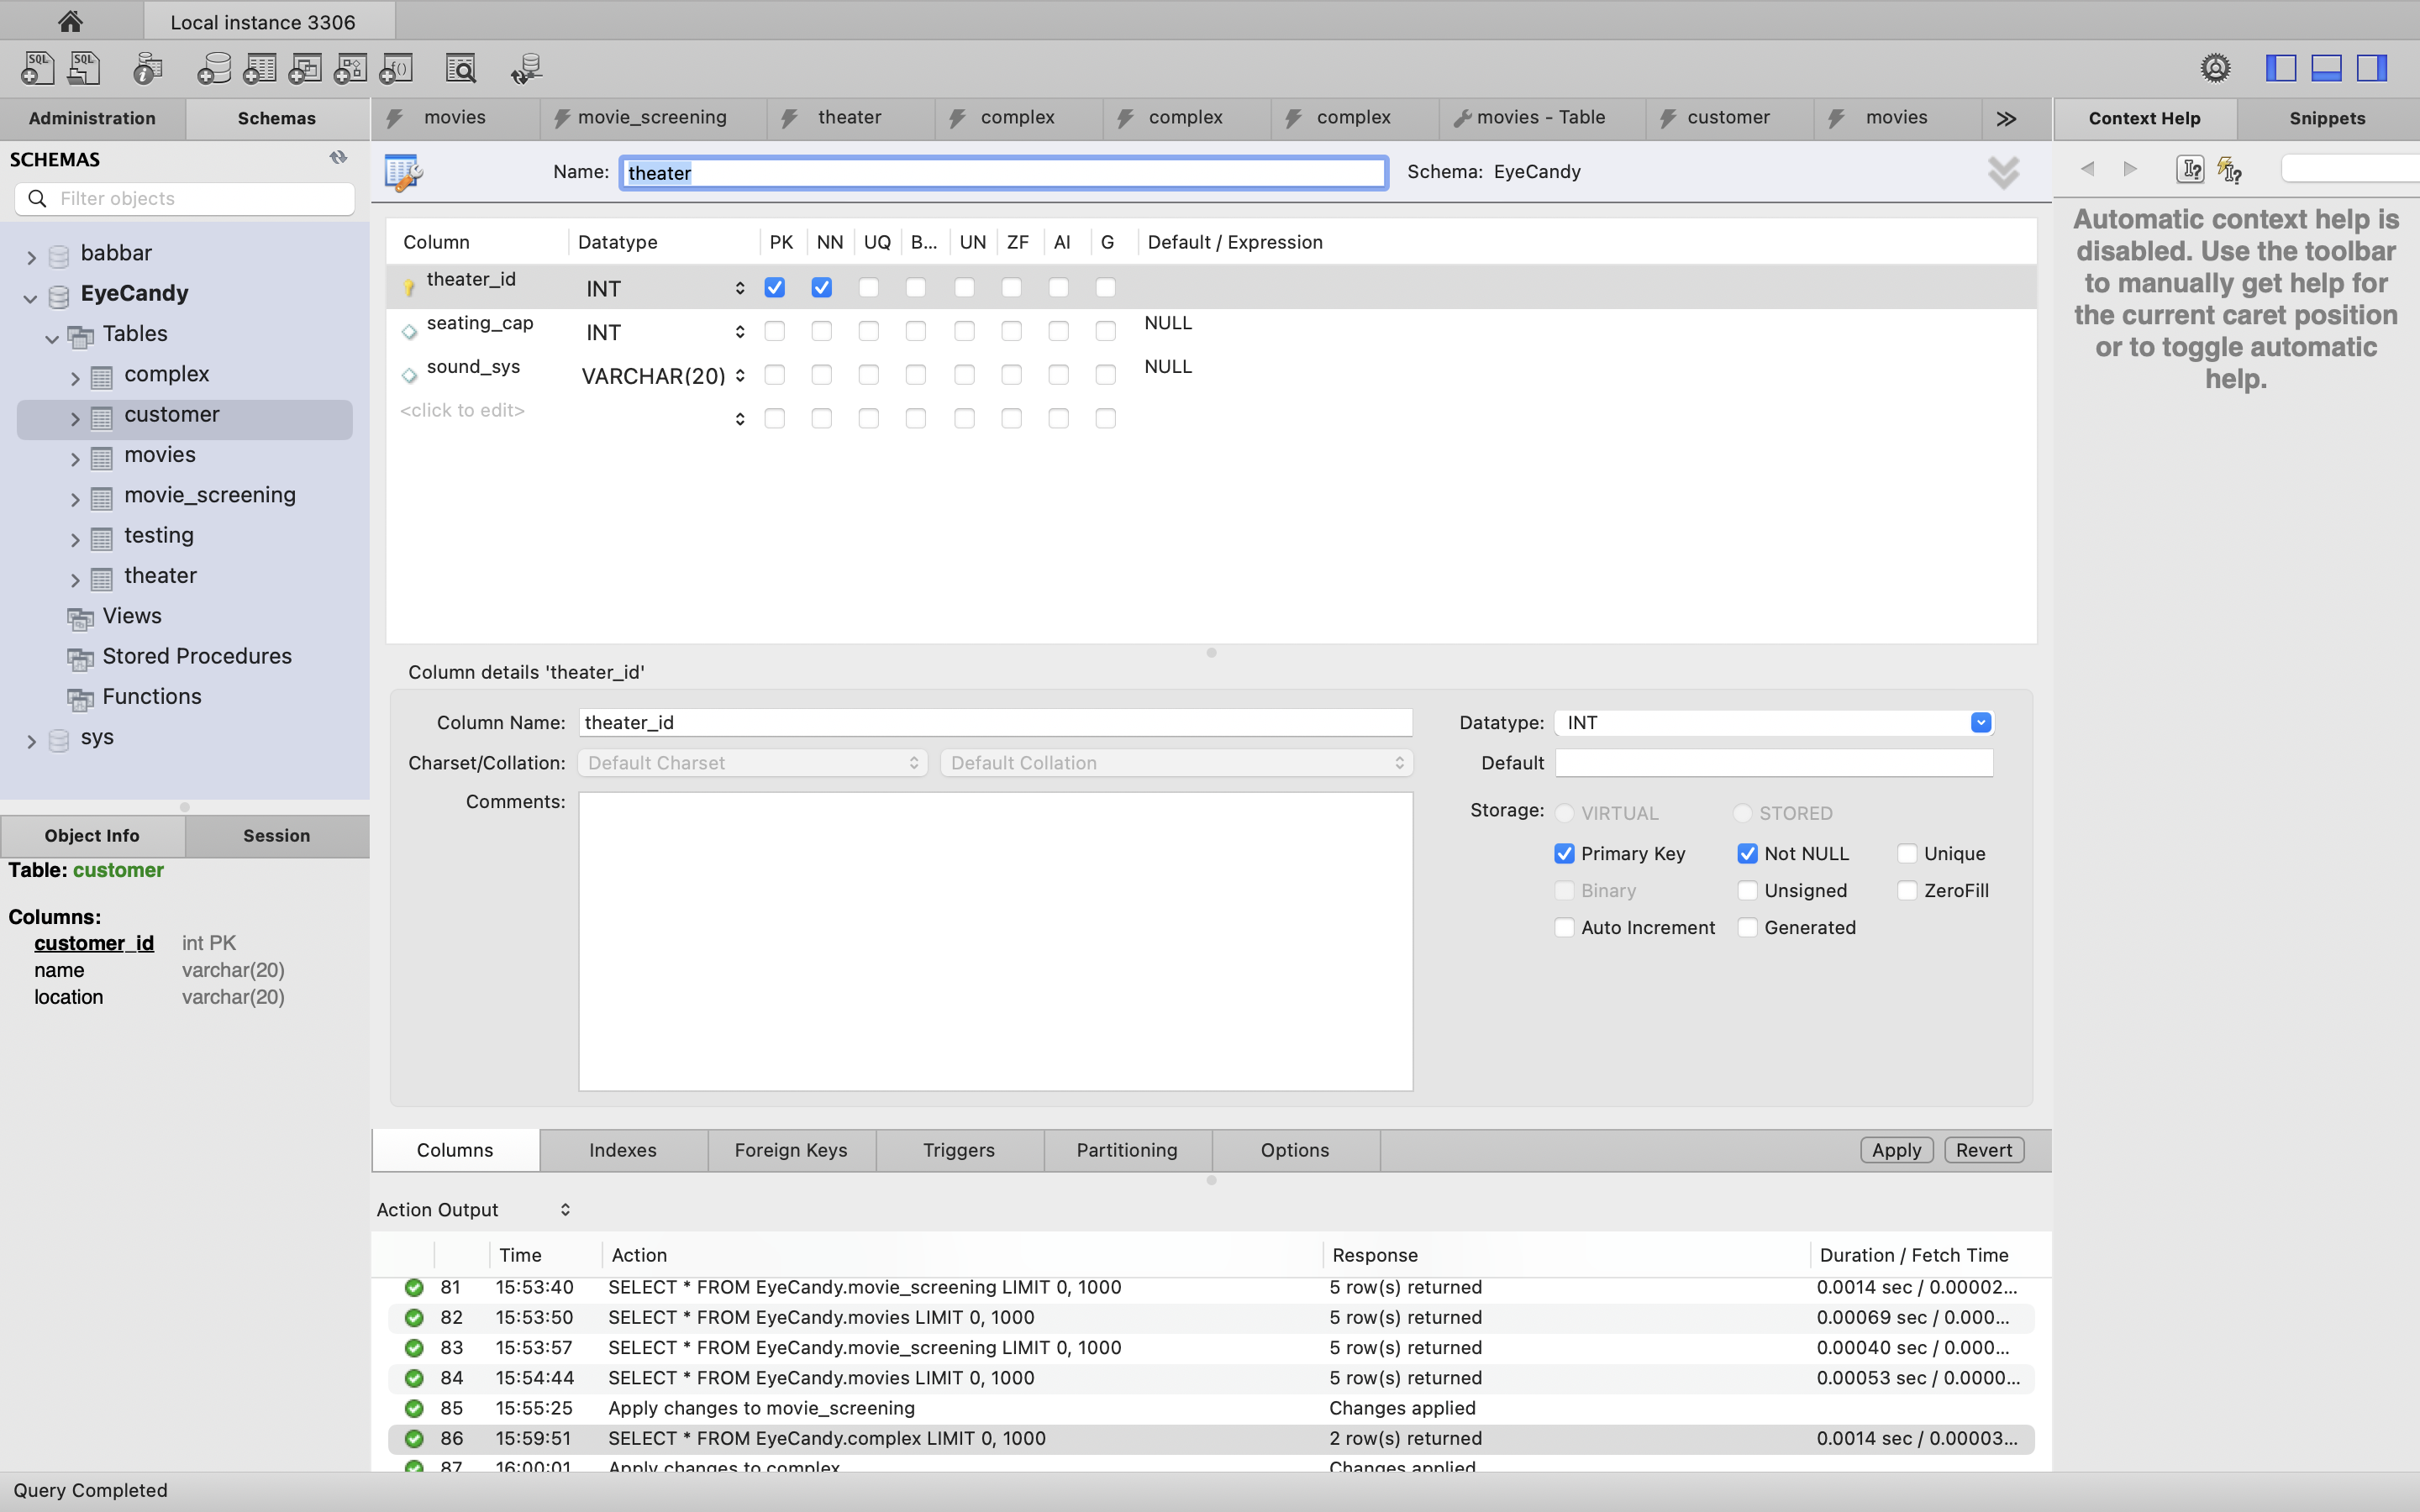 Local instance 3306
Administration
Schemas
movies
movie_screening
theater
complex
complex
complex
movies - Table
customer
movies
Context Help
Snippets
SCHEMAS
Filter objects
babbar
EyeCandy
Tables
complex
customer
movies
movie_screening
testing
theater
Views
Stored Procedures
Functions
sys
Object Info
Session
Table: customer
Columns:
customer_id int PK
name varchar(20)
location varchar(20)
Name: theater
Schema: EyeCandy
Column Datatype PK NN UQ B... UN ZF AI G Default / Expression
theater_id INT
seating_cap INT NULL
sound_sys VARCHAR(20) NULL
<click to edit>
Column details 'theater_id'
Column Name: theater_id
Datatype: INT
Charset/Collation: Default Charset Default Collation
Default
Comments:
Storage: VIRTUAL STORED
Primary Key Not NULL Unique
Binary Unsigned ZeroFill
Auto Increment Generated
Columns Indexes Foreign Keys Triggers Partitioning Options Apply Revert
Action Output
Time Action Response Duration / Fetch Time
81 15:53:40 SELECT * FROM EyeCandy.movie_screening LIMIT 0, 1000 5 row(s) returned 0.0014 sec / 0.00002...
82 15:53:50 SELECT * FROM EyeCandy.movies LIMIT 0, 1000 5 row(s) returned 0.00069 sec / 0.000...
83 15:53:57 SELECT * FROM EyeCandy.movie_screening LIMIT 0, 1000 5 row(s) returned 0.00040 sec / 0.000...
84 15:54:44 SELECT * FROM EyeCandy.movies LIMIT 0, 1000 5 row(s) returned 0.00053 sec / 0.0000...
85 15:55:25 Apply changes to movie_screening Changes applied
86 15:59:51 SELECT * FROM EyeCandy.complex LIMIT 0, 1000 2 row(s) returned 0.0014 sec / 0.00003...
87 16:00:01 Apply changes to complex Changes applied
Automatic context help is
disabled. Use the toolbar
to manually get help for
the current caret position
or to toggle automatic
help.
Query Completed